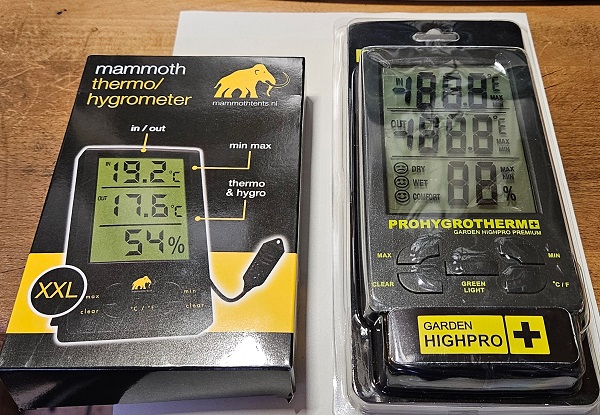 mammoth
thermo/
hygrometer
mammothtents.nl
in / out
min max
thermo
& hygro
IN 19.2°C
OUT 17.6°C
54%
XXL
max
min
clear
°C / °F
clear
IN 188.8°E MAX MIN
OUT 188.8°E MAX MIN
DRY
WET
COMFORT
88% MAX MIN
PROHYGROTHERM
GARDEN HIGHPRO PREMIUM
MAX
MIN
CLEAR
GREEN
LIGHT
°C / F
GARDEN
HIGHPRO